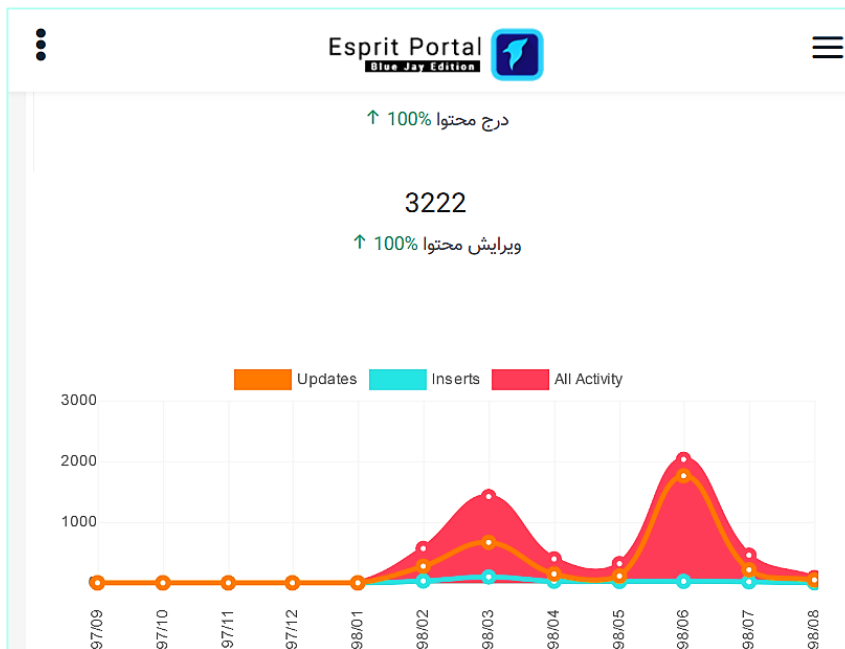 Esprit Portal
Blue Jay Edition
درج محتوا 100% ↑
3222
ویرایش محتوا 100% ↑
Updates Inserts All Activity
3000
2000
1000
97/09 97/10 97/11 97/12 98/01 98/02 98/03 98/04 98/05 98/06 98/07 98/08